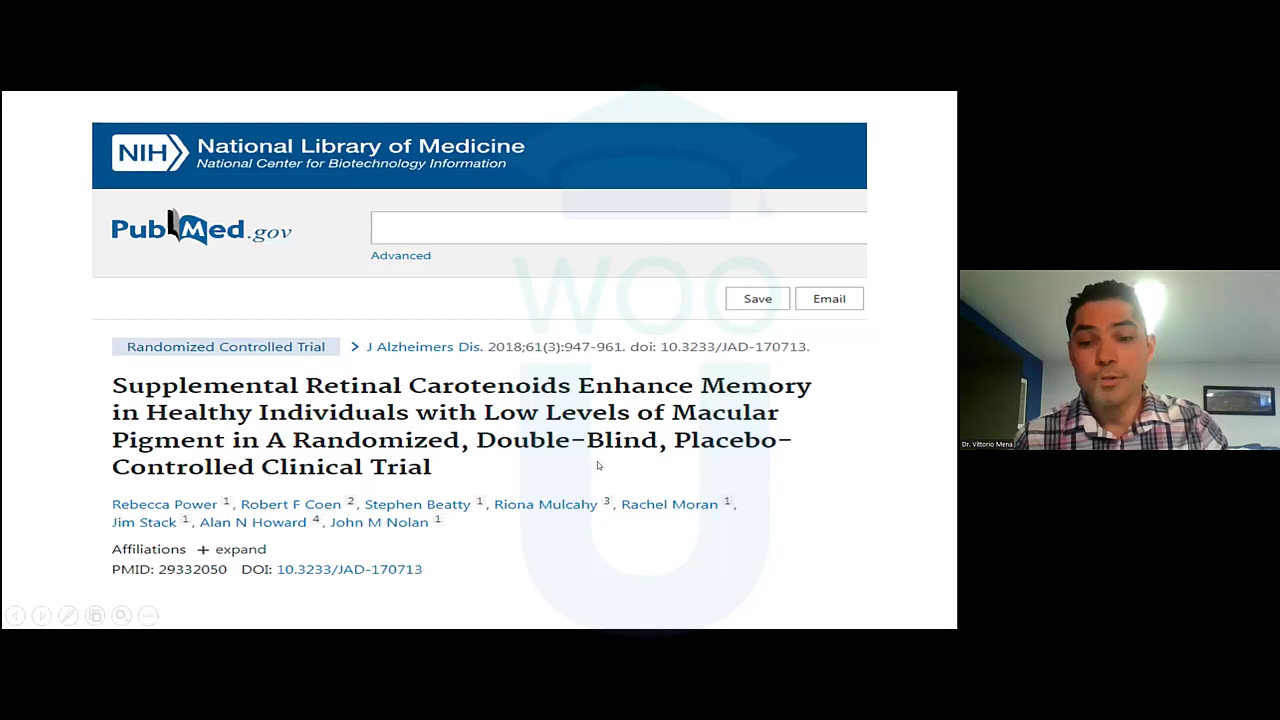 NIH National Library of Medicine
National Center for Biotechnology Information
PubMed.gov
Advanced
WOO
U
Save Email
Randomized Controlled Trial > J Alzheimers Dis. 2018;61(3):947-961. doi: 10.3233/JAD-170713.
Supplemental Retinal Carotenoids Enhance Memory
in Healthy Individuals with Low Levels of Macular
Pigment in A Randomized, Double-Blind, Placebo-
Controlled Clinical Trial
Rebecca Power 1, Robert F Coen 2, Stephen Beatty 1, Riona Mulcahy 3, Rachel Moran 1,
Jim Stack 1, Alan N Howard 4, John M Nolan 1
Affiliations + expand
PMID: 29332050 DOI: 10.3233/JAD-170713
Dr. Vittorio Mena